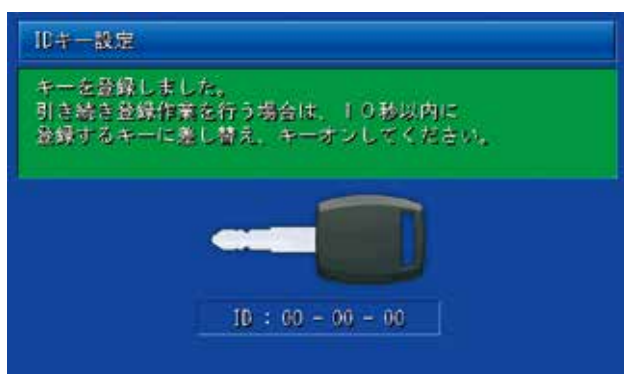 IDキー設定
キーを登録しました。
引き続き登録作業を行う場合は、10秒以内に
登録するキーに差し替え、キーオンしてください。
ID : 00 - 00 - 00